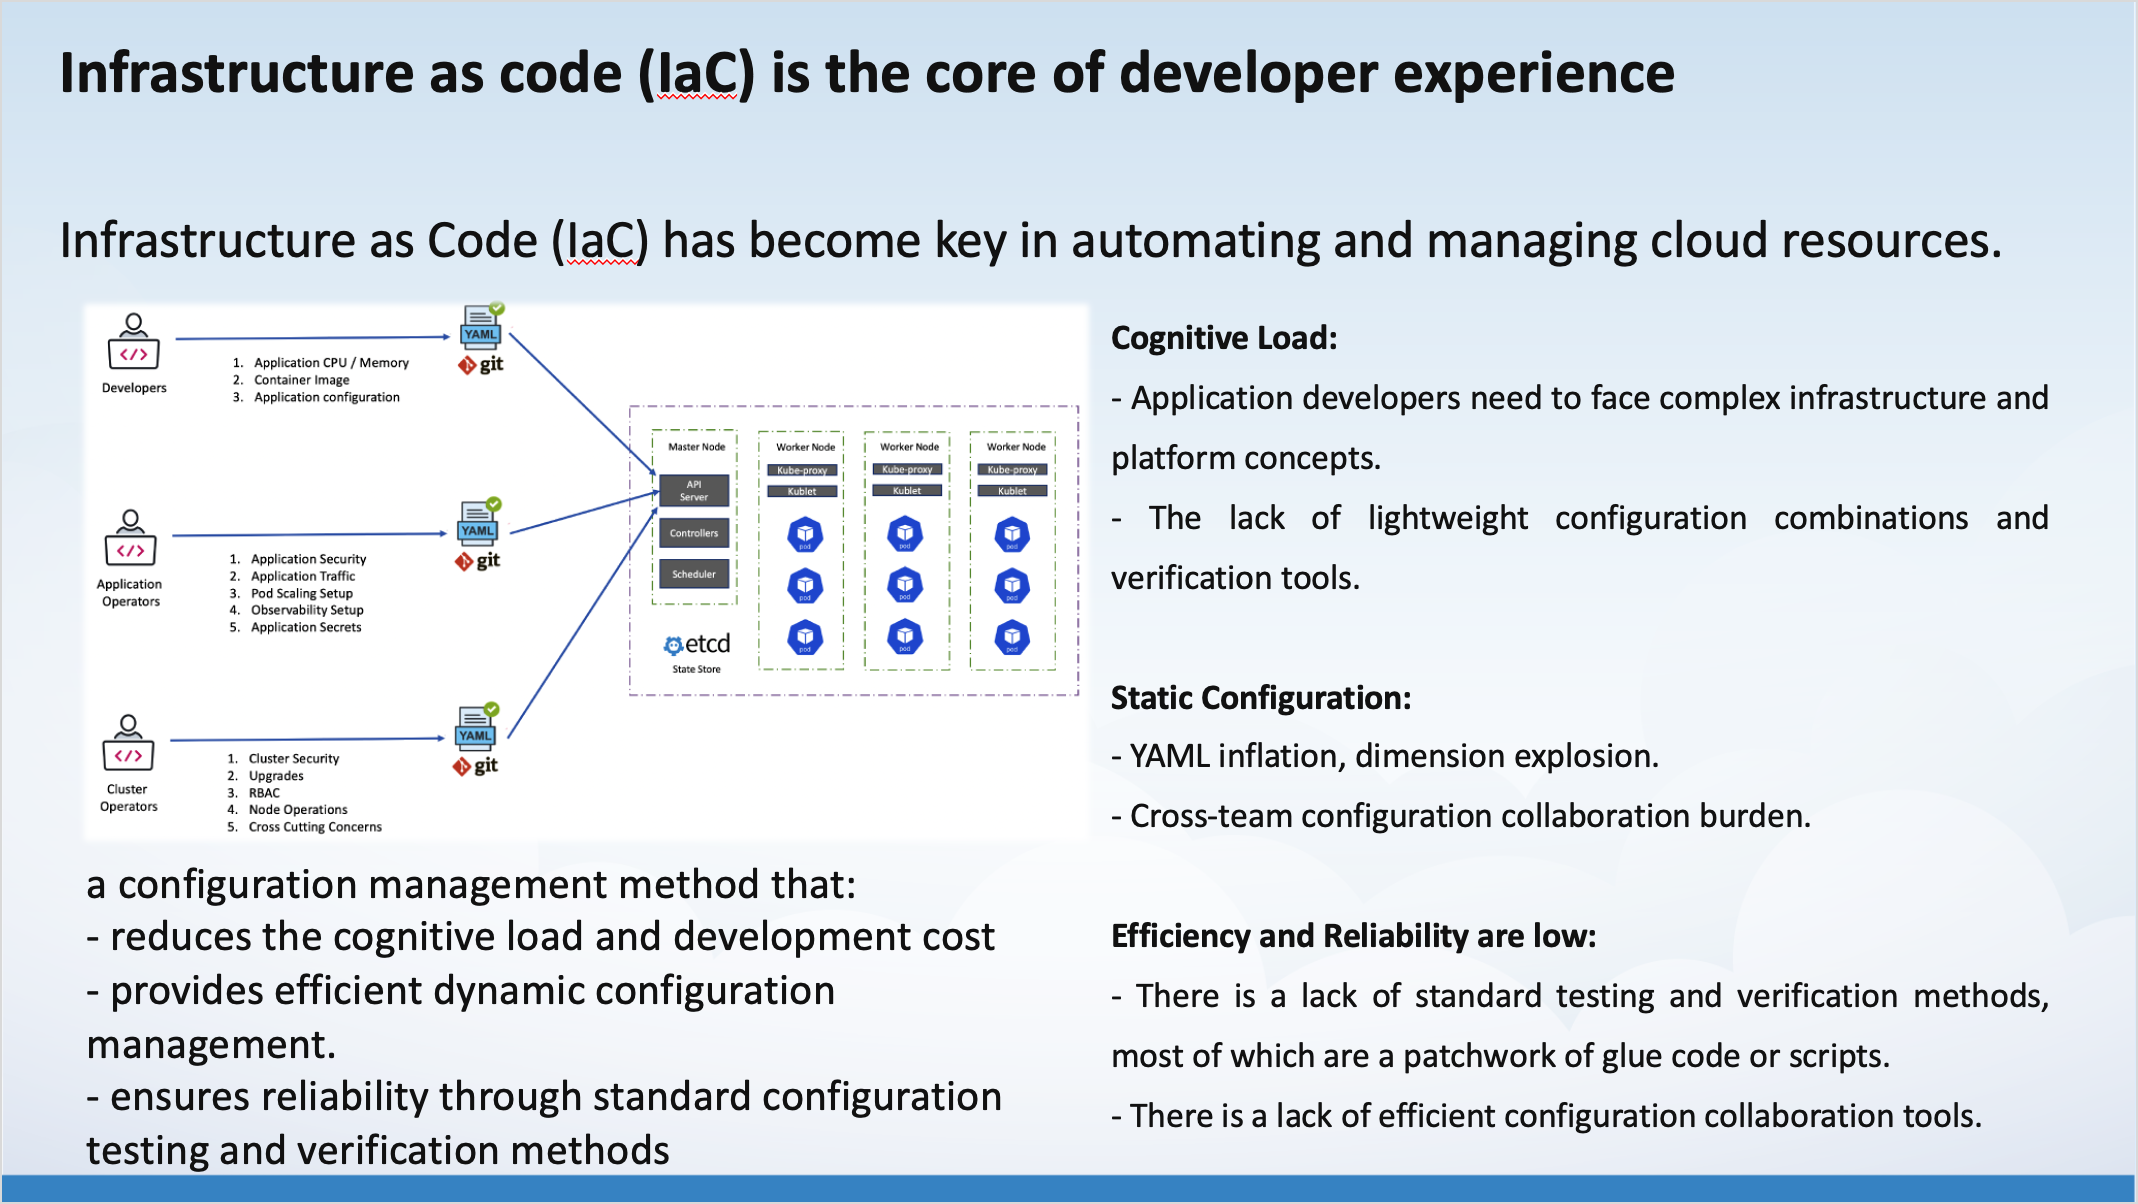 Infrastructure as code (IaC) is the core of developer experience
Infrastructure as Code (IaC) has become key in automating and managing cloud resources.
Developers
1. Application CPU / Memory
2. Container Image
3. Application configuration
YAML
git
Application
Operators
1. Application Security
2. Application Traffic
3. Pod Scaling Setup
4. Observability Setup
5. Application Secrets
YAML
git
Cluster
Operators
1. Cluster Security
2. Upgrades
3. RBAC
4. Node Operations
5. Cross Cutting Concerns
YAML
git
Master Node
API
Server
Controllers
Scheduler
etcd
State Store
Worker Node
Kube-proxy
Kublet
pod
pod
pod
Worker Node
Kube-proxy
Kublet
pod
pod
pod
Worker Node
Kube-proxy
Kublet
pod
pod
pod
a configuration management method that:
- reduces the cognitive load and development cost
- provides efficient dynamic configuration
management.
- ensures reliability through standard configuration
testing and verification methods
Cognitive Load:
- Application developers need to face complex infrastructure and
platform concepts.
- The lack of lightweight configuration combinations and
verification tools.
Static Configuration:
- YAML inflation, dimension explosion.
- Cross-team configuration collaboration burden.
Efficiency and Reliability are low:
- There is a lack of standard testing and verification methods,
most of which are a patchwork of glue code or scripts.
- There is a lack of efficient configuration collaboration tools.